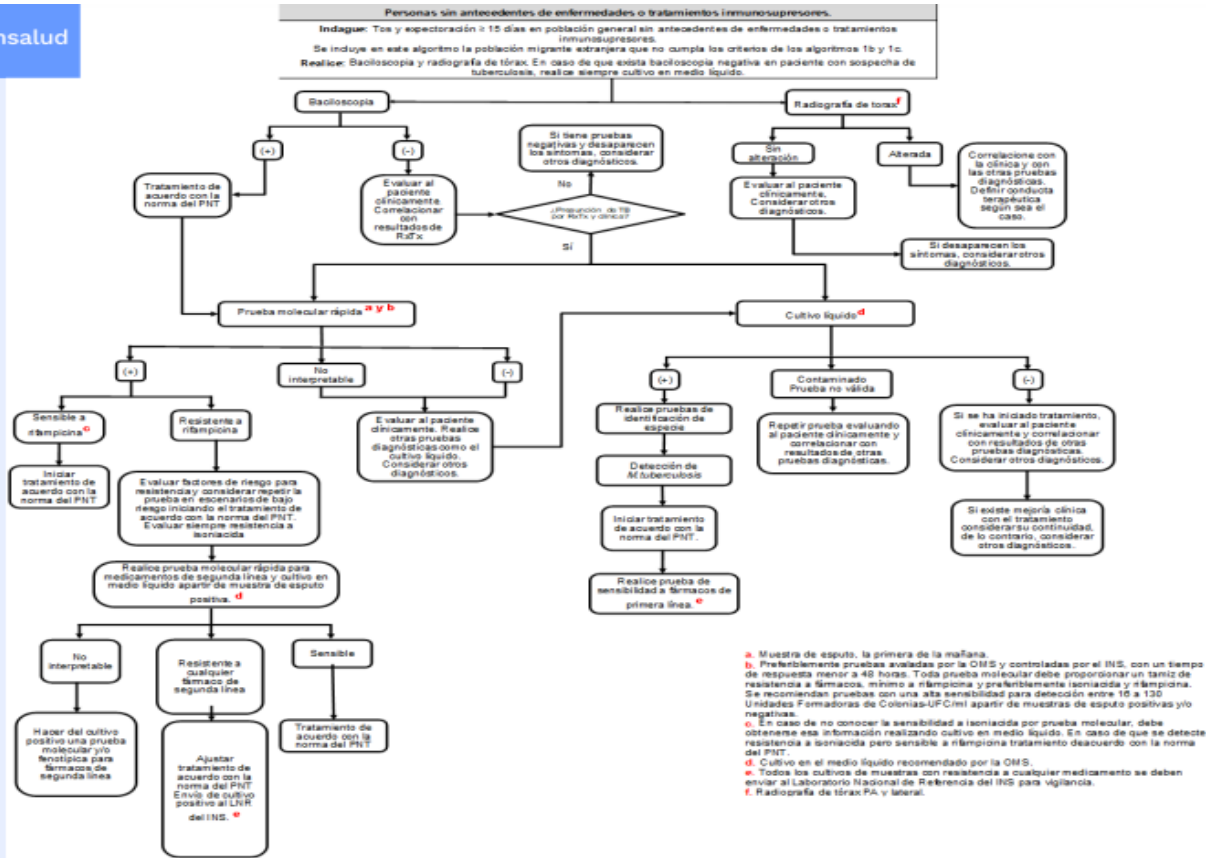 nsalud
Personas sin antecedentes de enfermedades o tratamientos inmunosupresores.
Indague: Tos y expectoración ≥ 15 días en población general sin antecedentes de enfermedades o tratamientos
inmunosupresores.
Se incluye en este algoritmo la población migrante extranjera que no cumpla los criterios de los algoritmos 1b y 1c.
Realice: Baciloscopia y radiografía de tórax. En caso de que exista baciloscopia negativa en paciente con sospecha de
tuberculosis, realice siempre cultivo en medio líquido.
Baciloscopia
Radiografía de torax f
(+)
(-)
Si tiene pruebas
negativas y desaparecen
los síntomas, considerar
otros diagnósticos.
Sin
alteración
Alterada
Correlacione con
la clínica y con
las otras pruebas
diagnósticas.
Definir conducta
terapéutica
según sea el
caso.
Tratamiento de
acuerdo con la
norma del PNT
Evaluar al
paciente
clínicamente.
Correlacionar
con
resultados de
RxTx
No
¿Presunción de TB
por RxTx y clínica?
Sí
Evaluar al paciente
clínicamente,
Considerar otros
diagnósticos.
Si desaparecen los
síntomas, considerar otros
diagnósticos.
Prueba molecular rápida a y b
Cultivo líquido d
(+)
No
interpretable
(-)
(+)
Contaminado
Prueba no válida
(-)
Sensible a
rifampicina c
Resistente a
rifampicina
Evaluar al paciente
clínicamente. Realice
otras pruebas
diagnósticas como el
cultivo líquido.
Considerar otros
diagnósticos.
Realice pruebas de
identificación de
especie
Repetir prueba evaluando
al paciente clínicamente y
correlacionar con
resultados de otras
pruebas diagnósticas.
Si se ha iniciado tratamiento,
evaluar al paciente
clínicamente y correlacionar
con resultados de otras
pruebas diagnósticas.
Considerar otros diagnósticos.
Iniciar
tratamiento de
acuerdo con la
norma del PNT
Evaluar factores de riesgo para
resistencia y considerar repetir la
prueba en escenarios de bajo
riesgo iniciando el tratamiento de
acuerdo con la norma del PNT.
Evaluar siempre resistencia a
isoniacida
Detección de
M.tuberculosis
Iniciar tratamiento
de acuerdo con la
norma del PNT.
Si existe mejoría clínica
con el tratamiento
considerar su continuidad,
de lo contrario, considerar
otros diagnósticos.
Realice prueba molecular rápida para
medicamentos de segunda línea y cultivo en
medio líquido apartir de muestra de esputo
positiva. d
Realice prueba de
sensibilidad a fármacos de
primera línea. e
No
interpretable
Resistente a
cualquier
fármaco de
segunda línea
Sensible
Hacer del cultivo
positivo una prueba
molecular y/o
fenotípica para
fármacos de
segunda línea
Ajustar
tratamiento de
acuerdo con la
norma del PNT
Envío de cultivo
positivo al LNR
del INS. e
Tratamiento de
acuerdo con la
norma del PNT
a. Muestra de esputo, la primera de la mañana.
b. Preferiblemente pruebas avaladas por la OMS y controladas por el INS, con un tiempo
de respuesta menor a 48 horas. Toda prueba molecular debe proporcionar un tamiz de
resistencia a fármacos, mínimo a rifampicina y preferiblemente isoniacida y rifampicina.
Se recomiendan pruebas con una alta sensibilidad para detección entre 16 a 130
Unidades Formadoras de Colonias-UFC/ml apartir de muestras de esputo positivas y/o
negativas.
c. En caso de no conocer la sensibilidad a isoniacida por prueba molecular, debe
obtenerse esa información realizando cultivo en medio líquido. En caso de que se detecte
resistencia a isoniacida pero sensible a rifampicina tratamiento deacuerdo con la norma
del PNT.
d. Cultivo en el medio líquido recomendado por la OMS.
e. Todos los cultivos de muestras con resistencia a cualquier medicamento se deben
enviar al Laboratorio Nacional de Referencia del INS para vigilancia.
f. Radiografía de tórax PA y lateral.